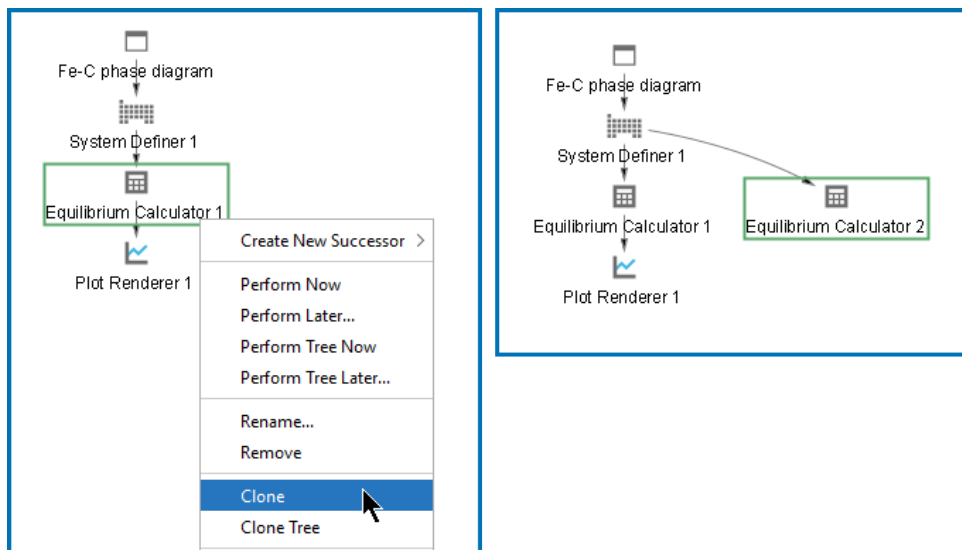 Fe-C phase diagram
System Definer 1
Equilibrium Calculator 1
Plot Renderer 1
Create New Successor >
Perform Now
Perform Later...
Perform Tree Now
Perform Tree Later...
Rename...
Remove
Clone
Clone Tree
Fe-C phase diagram
System Definer 1
Equilibrium Calculator 1
Equilibrium Calculator 2
Plot Renderer 1